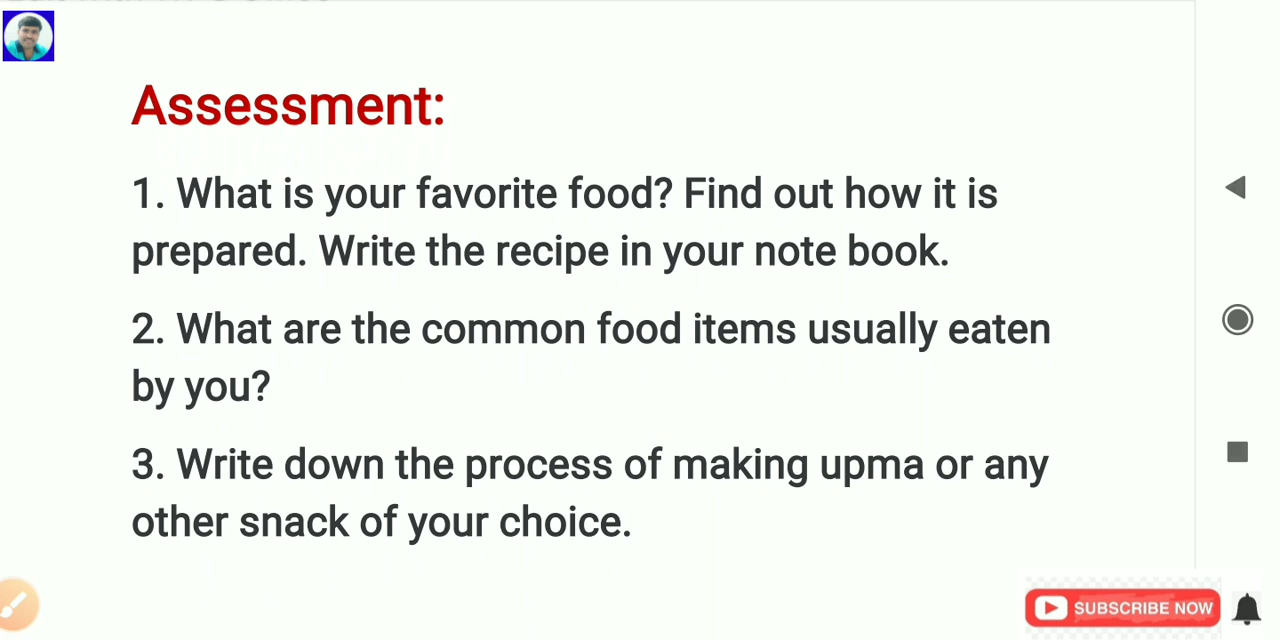 Assessment:
1. What is your favorite food? Find out how it is
prepared. Write the recipe in your note book.
2. What are the common food items usually eaten
by you?
3. Write down the process of making upma or any
other snack of your choice.
SUBSCRIBE NOW